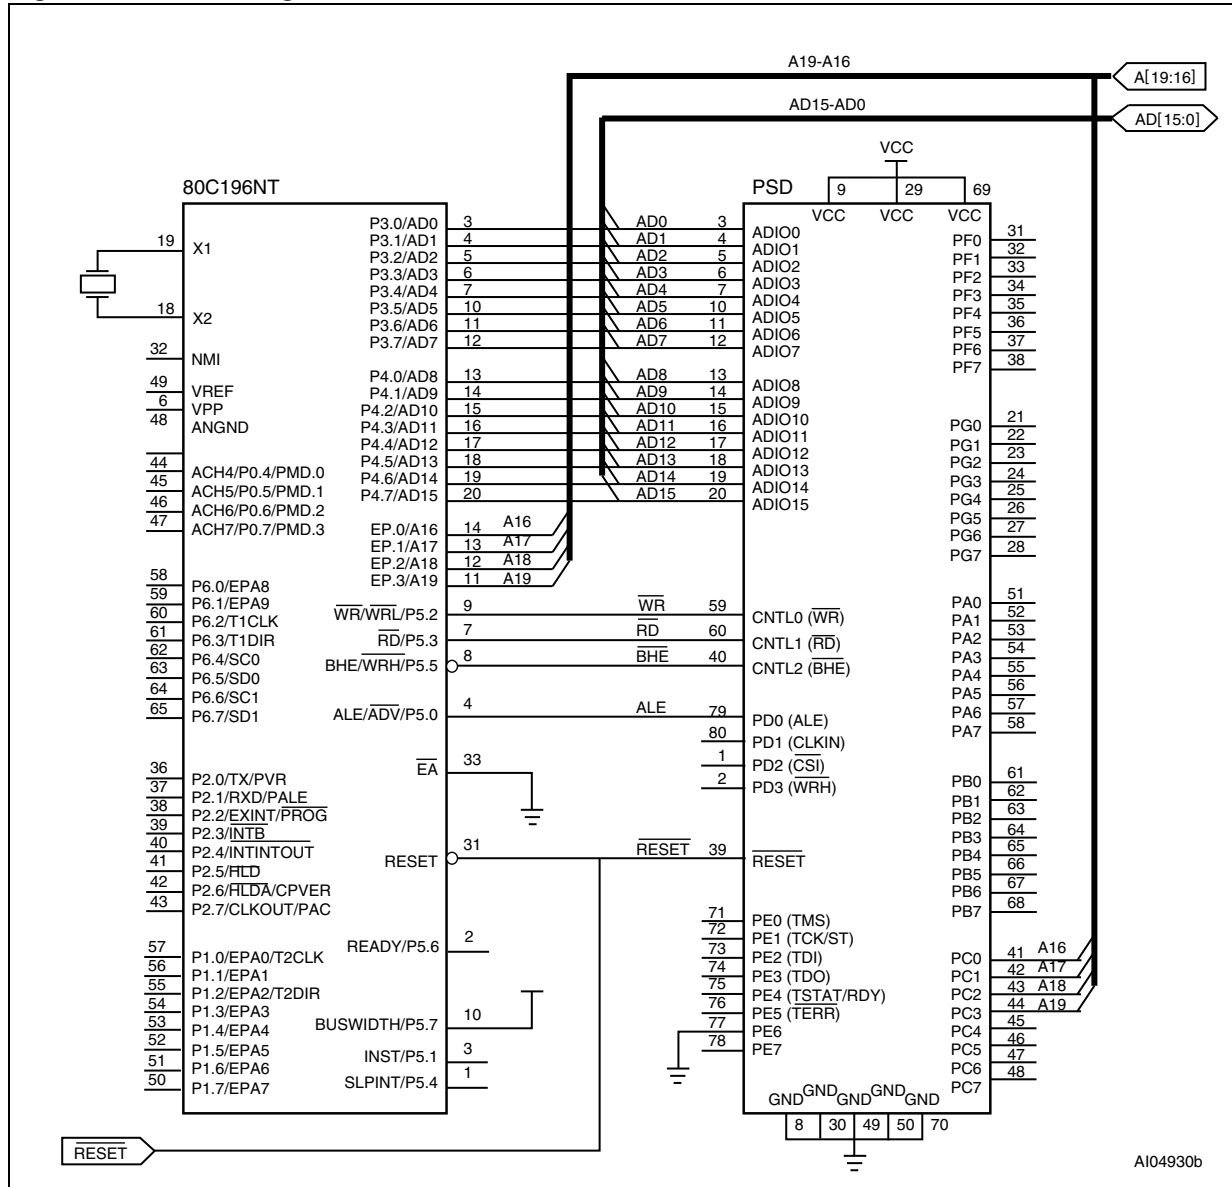 A19-A16
A[19:16]
AD15-AD0
AD[15:0]
VCC
80C196NT
PSD
9 29 69
VCC VCC VCC
19 X1
18 X2
32 NMI
49 VREF
6 VPP
48 ANGND
44 ACH4/P0.4/PMD.0
45 ACH5/P0.5/PMD.1
46 ACH6/P0.6/PMD.2
47 ACH7/P0.7/PMD.3
58 P6.0/EPA8
59 P6.1/EPA9
60 P6.2/T1CLK
61 P6.3/T1DIR
62 P6.4/SC0
63 P6.5/SD0
64 P6.6/SC1
65 P6.7/SD1
36 P2.0/TX/PVR
37 P2.1/RXD/PALE
38 P2.2/EXINT/PROG
39 P2.3/INTB
40 P2.4/INTINTOUT
41 P2.5/HLD
42 P2.6/HLDA/CPVER
43 P2.7/CLKOUT/PAC
57 P1.0/EPA0/T2CLK
56 P1.1/EPA1
55 P1.2/EPA2/T2DIR
54 P1.3/EPA3
53 P1.4/EPA4
52 P1.5/EPA5
51 P1.6/EPA6
50 P1.7/EPA7
P3.0/AD0 3 AD0 3 ADIO0
P3.1/AD1 4 AD1 4 ADIO1
P3.2/AD2 5 AD2 5 ADIO2
P3.3/AD3 6 AD3 6 ADIO3
P3.4/AD4 7 AD4 7 ADIO4
P3.5/AD5 10 AD5 10 ADIO5
P3.6/AD6 11 AD6 11 ADIO6
P3.7/AD7 12 AD7 12 ADIO7
P4.0/AD8 13 AD8 13 ADIO8
P4.1/AD9 14 AD9 14 ADIO9
P4.2/AD10 15 AD10 15 ADIO10
P4.3/AD11 16 AD11 16 ADIO11
P4.4/AD12 17 AD12 17 ADIO12
P4.5/AD13 18 AD13 18 ADIO13
P4.6/AD14 19 AD14 19 ADIO14
P4.7/AD15 20 AD15 20 ADIO15
EP.0/A16 14 A16
EP.1/A17 13 A17
EP.2/A18 12 A18
EP.3/A19 11 A19
WR/WRL/P5.2 9 WR 59 CNTL0 (WR)
RD/P5.3 7 RD 60 CNTL1 (RD)
BHE/WRH/P5.5 8 BHE 40 CNTL2 (BHE)
ALE/ADV/P5.0 4 ALE 79 PD0 (ALE)
80 PD1 (CLKIN)
1 PD2 (CSI)
2 PD3 (WRH)
EA 33
RESET 31 RESET 39 RESET
READY/P5.6 2
BUSWIDTH/P5.7 10
INST/P5.1 3
SLPINT/P5.4 1
71 PE0 (TMS)
72 PE1 (TCK/ST)
73 PE2 (TDI)
74 PE3 (TDO)
75 PE4 (TSTAT/RDY)
76 PE5 (TERR)
77 PE6
78 PE7
PF0 31
PF1 32
PF2 33
PF3 34
PF4 35
PF5 36
PF6 37
PF7 38
PG0 21
PG1 22
PG2 23
PG3 24
PG4 25
PG5 26
PG6 27
PG7 28
PA0 51
PA1 52
PA2 53
PA3 54
PA4 55
PA5 56
PA6 57
PA7 58
PB0 61
PB1 62
PB2 63
PB3 64
PB4 65
PB5 66
PB6 67
PB7 68
PC0 41 A16
PC1 42 A17
PC2 43 A18
PC3 44 A19
PC4 45
PC5 46
PC6 47
PC7 48
GND GND GND GND GND
8 30 49 50 70
RESET
AI04930b